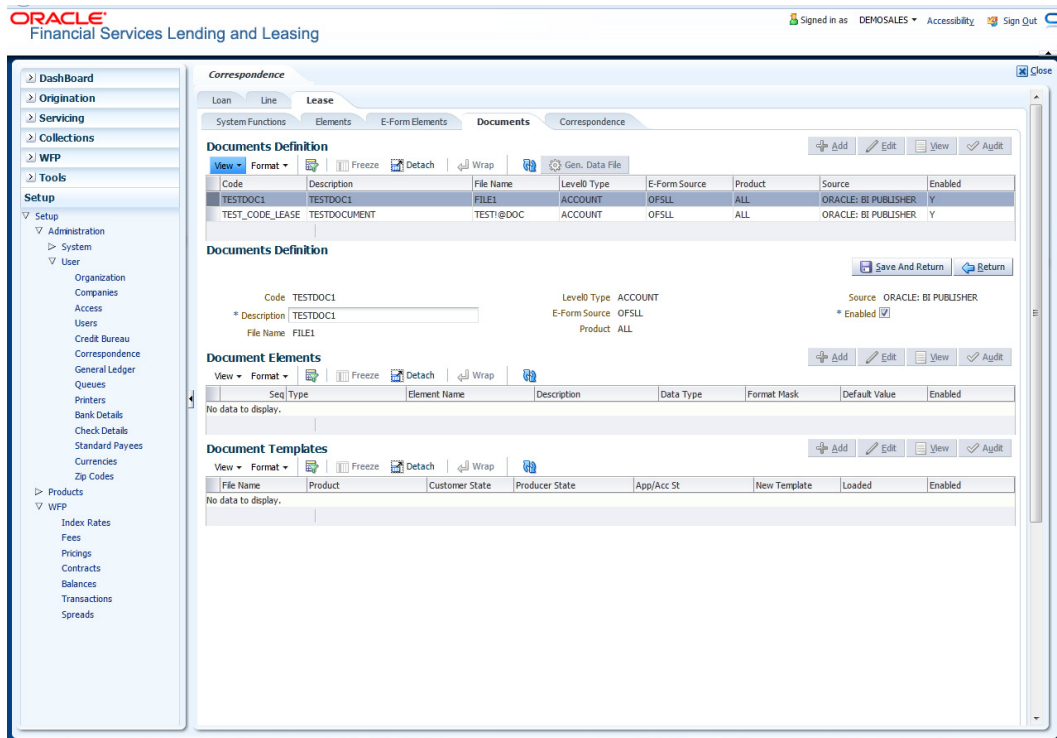 ORACLE®
Financial Services Lending and Leasing
Signed in as DEMOSALES Accessibility Sign Out
DashBoard
Origination
Servicing
Collections
WFP
Tools
Setup
Setup
Administration
System
User
Organization
Companies
Access
Users
Credit Bureau
Correspondence
General Ledger
Queues
Printers
Bank Details
Check Details
Standard Payees
Currencies
Zip Codes
Products
WFP
Index Rates
Fees
Pricings
Contracts
Balances
Transactions
Spreads
Correspondence
Close
Loan Line Lease
System Functions Elements E-Form Elements Documents Correspondence
Documents Definition
Add Edit View Audit
View Format Freeze Detach Wrap Gen. Data File
Code Description File Name Level0 Type E-Form Source Product Source Enabled
TESTDOC1 TESTDOC1 FILE1 ACCOUNT OFSLL ALL ORACLE: BI PUBLISHER Y
TEST_CODE_LEASE TESTDOCUMENT TEST!@DOC ACCOUNT OFSLL ALL ORACLE: BI PUBLISHER Y
Documents Definition
Save And Return Return
Code TESTDOC1 Level0 Type ACCOUNT Source ORACLE: BI PUBLISHER
* Description TESTDOC1 E-Form Source OFSLL * Enabled
File Name FILE1 Product ALL
Document Elements
Add Edit View Audit
View Format Freeze Detach Wrap
Seq Type Element Name Description Data Type Format Mask Default Value Enabled
No data to display.
Document Templates
Add Edit View Audit
View Format Freeze Detach Wrap
File Name Product Customer State Producer State App/Acc St New Template Loaded Enabled
No data to display.